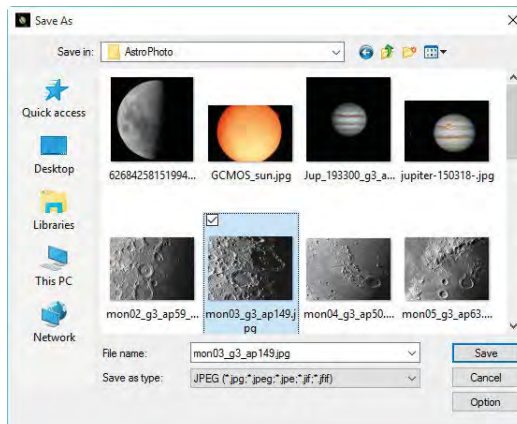 Save As
Save in:
AstroPhoto
Quick access
Desktop
Libraries
This PC
Network
62684258151994...
GCMOS_sun.jpg
Jup_193300_g3_a...
jupiter-150318-.jpg
mon02_g3_ap59_...
mon03_g3_ap149.j
pg
mon04_g3_ap50....
mon05_g3_ap63....
File name:
mon03_g3_ap149.jpg
Save
Save as type:
JPEG (*.jpg;*.jpeg;*.jpe;*.jif;*.jfif)
Cancel
Option